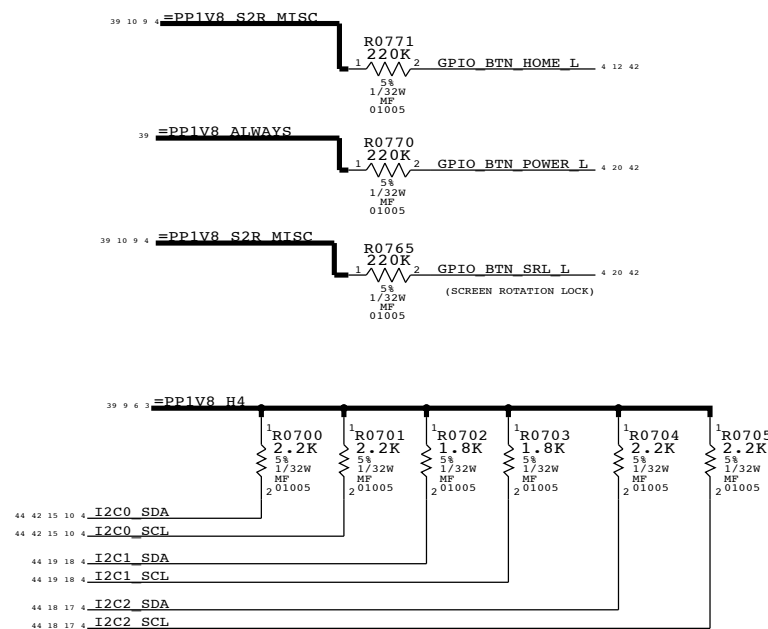 39 10 9 4 =PP1V8_S2R_MISC
R0771
220K
1 2 GPIO_BTN_HOME_L 4 12 42
5%
1/32W
MF
01005
39 =PP1V8_ALWAYS
R0770
220K
1 2 GPIO_BTN_POWER_L 4 20 42
5%
1/32W
MF
01005
39 10 9 4 =PP1V8_S2R_MISC
R0765
220K
1 2 GPIO_BTN_SRL_L 4 20 42
5%
(SCREEN ROTATION LOCK)
1/32W
MF
01005
39 9 6 3 =PP1V8_H4
1 1 1 1 1 1
R0700 R0701 R0702 R0703 R0704 R0705
2.2K 2.2K 1.8K 1.8K 2.2K 2.2K
5% 5% 5% 5% 5% 5%
1/32W 1/32W 1/32W 1/32W 1/32W 1/32W
MF MF MF MF MF MF
2 01005 2 01005 2 01005 2 01005 2 01005 2 01005
44 42 15 10 4 I2C0_SDA
44 42 15 10 4 I2C0_SCL
44 19 18 4 I2C1_SDA
44 19 18 4 I2C1_SCL
44 18 17 4 I2C2_SDA
44 18 17 4 I2C2_SCL